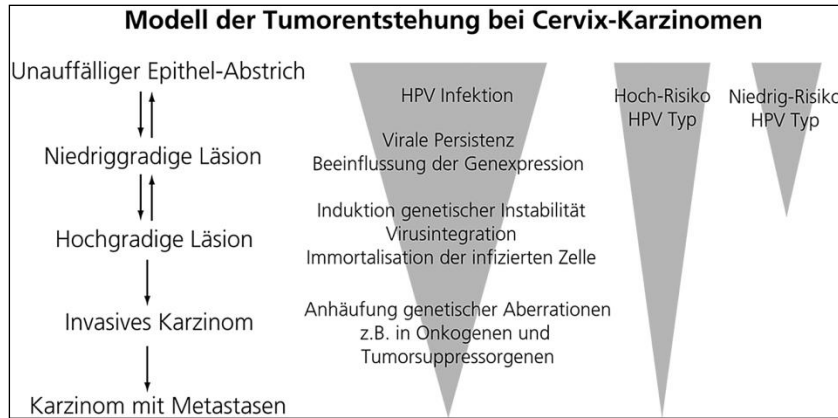 Modell der Tumorentstehung bei Cervix-Karzinomen
Unauffälliger Epithel-Abstrich
Niedriggradige Läsion
Hochgradige Läsion
Invasives Karzinom
Karzinom mit Metastasen
HPV Infektion
Virale Persistenz
Beeinflussung der Genexpression
Induktion genetischer Instabilität
Virusintegration
Immortalisation der infizierten Zelle
Anhäufung genetischer Aberrationen
z.B. in Onkogenen und
Tumorsuppressorgenen
Hoch-Risiko
HPV Typ
Niedrig-Risiko
HPV Typ